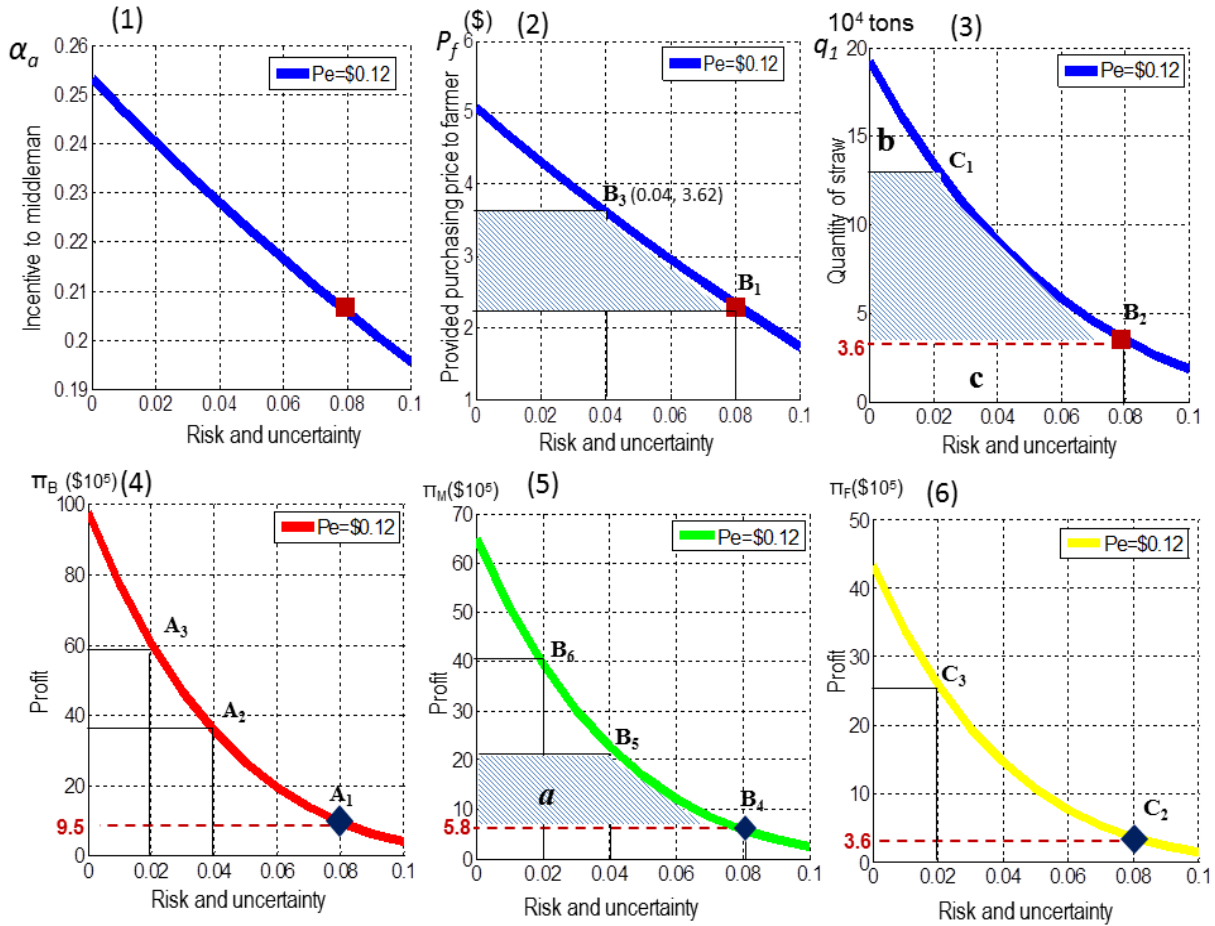 (1)
α_a
0.26
0.25
0.24
0.23
0.22
0.21
0.2
0.19
Incentive to middleman
Pe=$0.12
0 0.02 0.04 0.06 0.08 0.1
Risk and uncertainty
($)
(2)
P_f
6
5
4
3
2
1
Provided purchasing price to farmer
Pe=$0.12
B3 (0.04, 3.62)
B1
0 0.02 0.04 0.06 0.08 0.1
Risk and uncertainty
10⁴ tons
(3)
q1
20
15
10
5
3.6
0
Quantity of straw
Pe=$0.12
b
C1
B2
c
0 0.02 0.04 0.06 0.08 0.1
Risk and uncertainty
πB ($10⁵)
(4)
100
80
60
40
20
9.5
0
Profit
Pe=$0.12
A3
A2
A1
0 0.02 0.04 0.06 0.08 0.1
Risk and uncertainty
πM($10⁵)
(5)
70
60
50
40
30
20
10
5.8
0
Profit
Pe=$0.12
B6
B5
a
B4
0 0.02 0.04 0.06 0.08 0.1
Risk and uncertainty
πF($10⁵)
(6)
50
40
30
20
10
3.6
0
Profit
Pe=$0.12
C3
C2
0 0.02 0.04 0.06 0.08 0.1
Risk and uncertainty